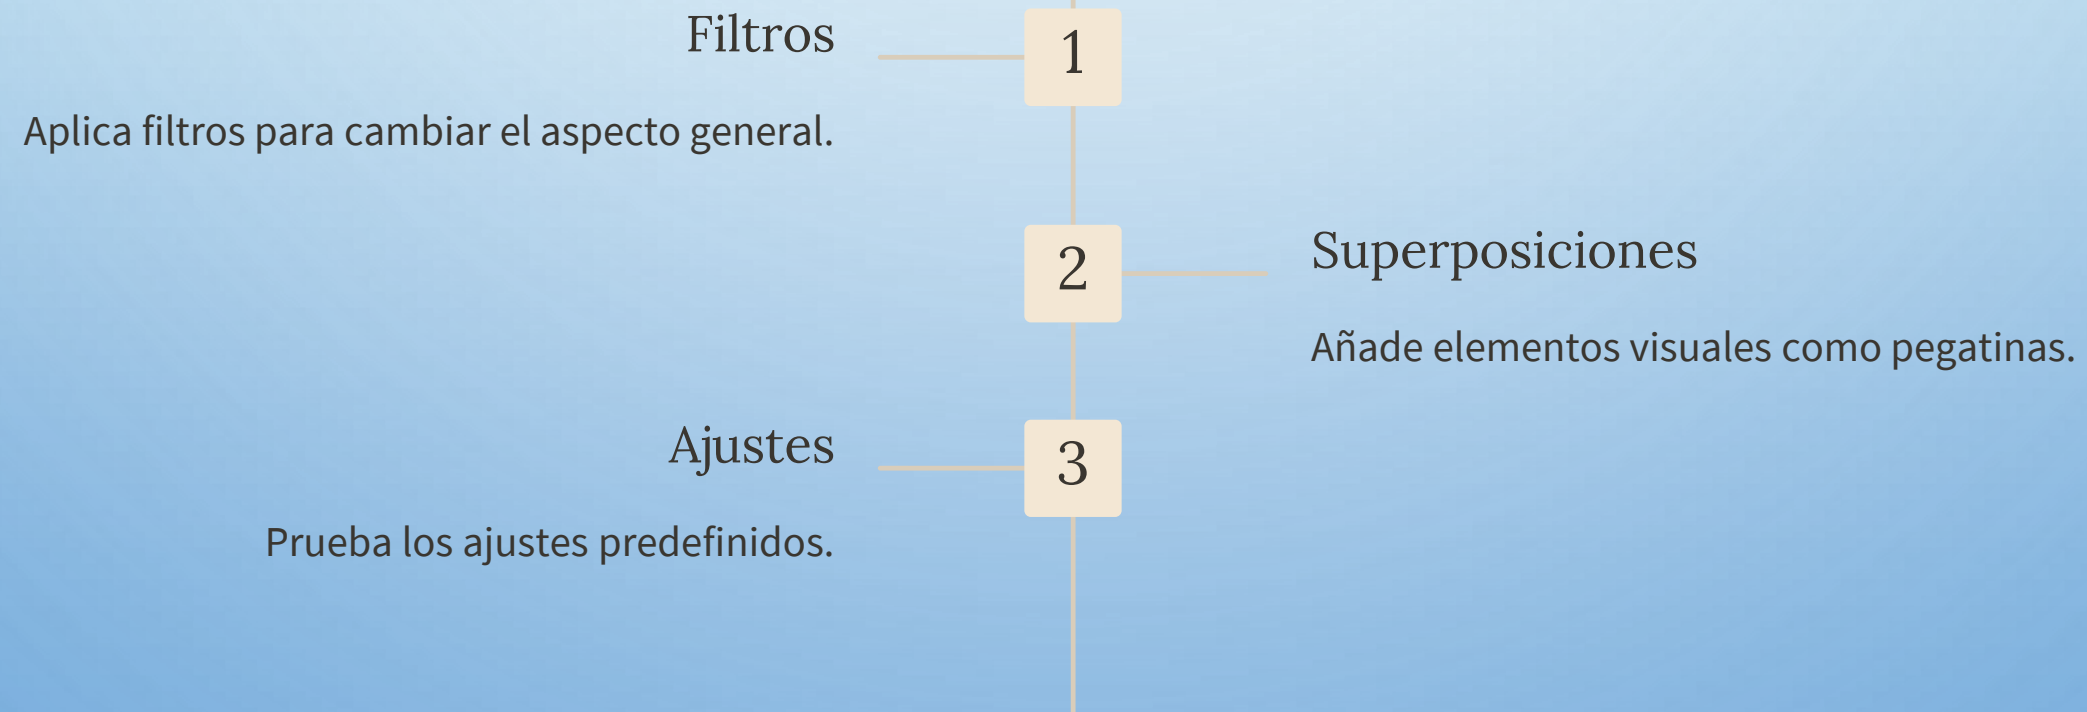 Filtros
1
Aplica filtros para cambiar el aspecto general.
2
Superposiciones
Añade elementos visuales como pegatinas.
Ajustes
3
Prueba los ajustes predefinidos.